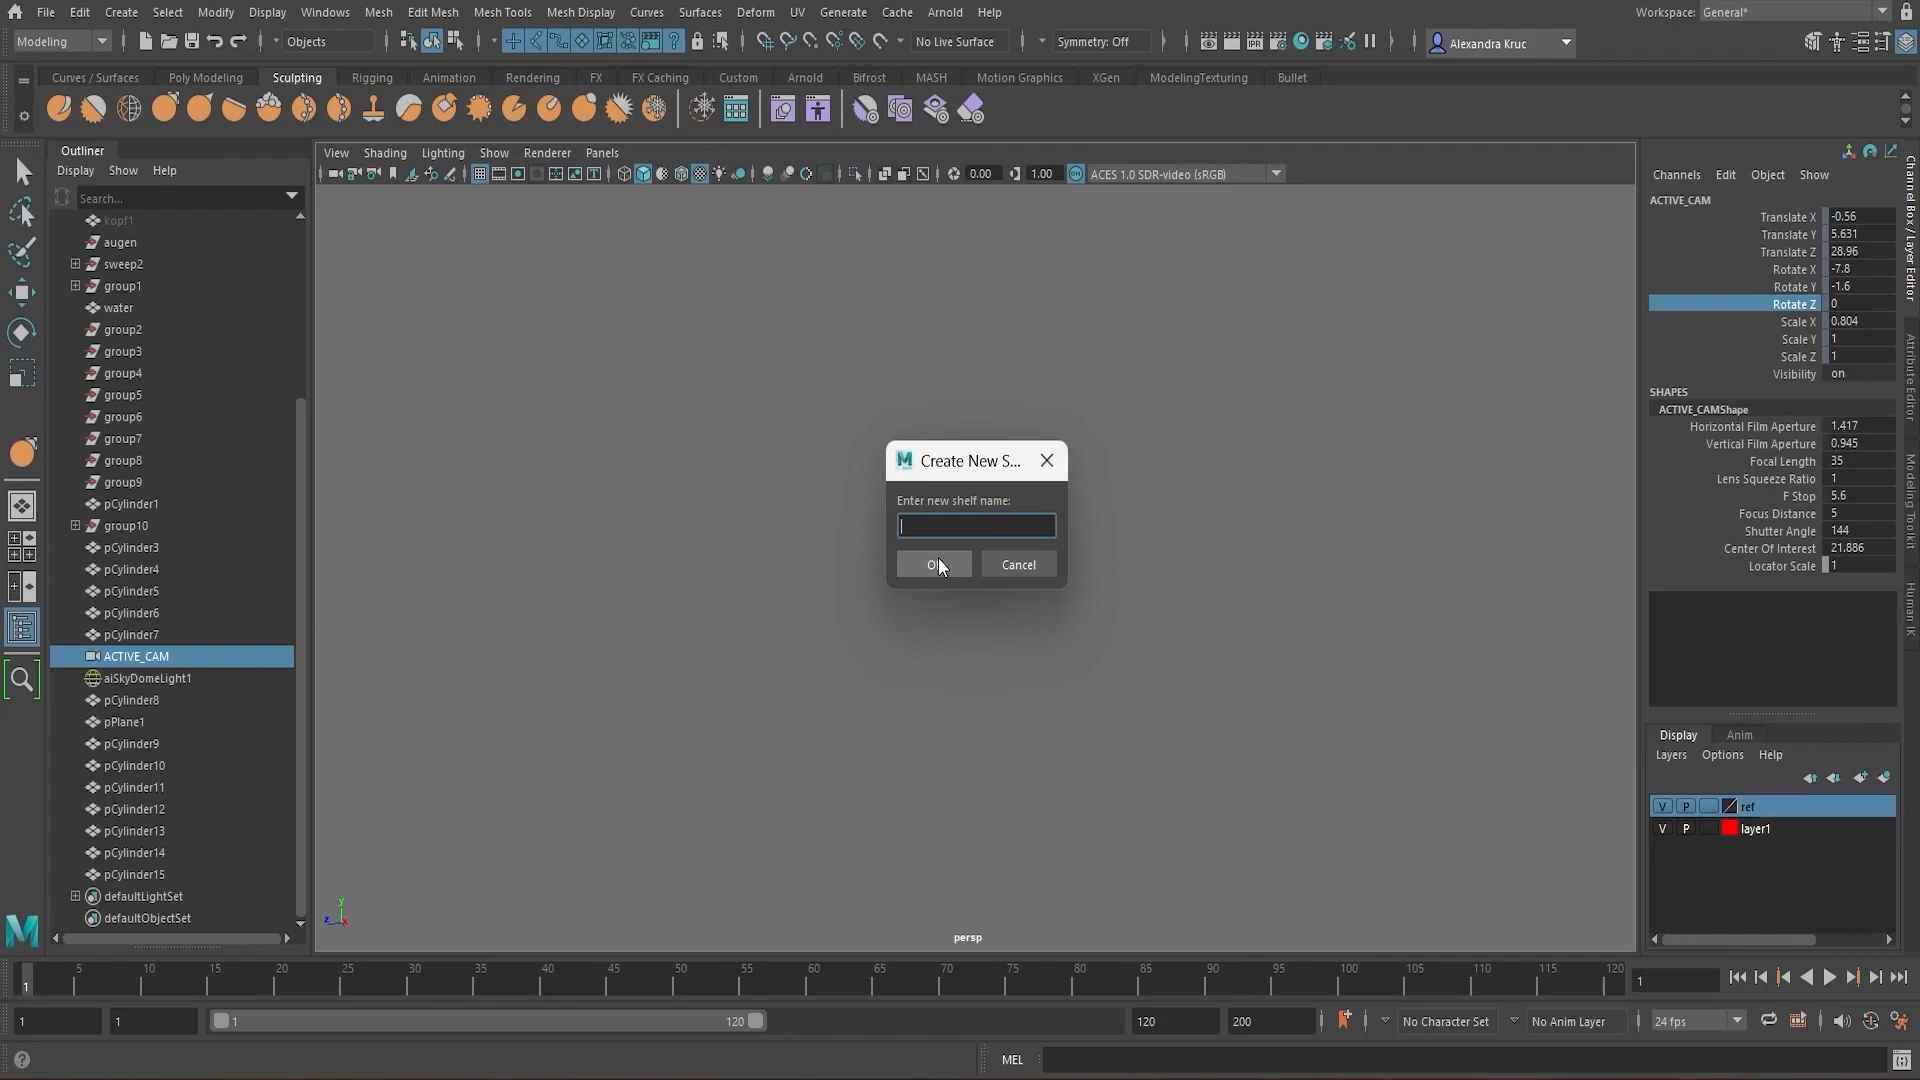 File Edit Create Select Modify Display Windows Mesh Edit Mesh Mesh Tools Mesh Display Curves Surfaces Deform UV Generate Cache Arnold Help
Workspace: General*
Modeling
Objects
No Live Surface
Symmetry: Off
Alexandra Kruc
Curves / Surfaces Poly Modeling Sculpting Rigging Animation Rendering FX FX Caching Custom Arnold Bifrost MASH Motion Graphics XGen ModelingTexturing Bullet
Outliner
Display Show Help
Search...
kopf1
augen
sweep2
group1
water
group2
group3
group4
group5
group6
group7
group8
group9
pCylinder1
group10
pCylinder3
pCylinder4
pCylinder5
pCylinder6
pCylinder7
ACTIVE_CAM
aiSkyDomeLight1
pCylinder8
pPlane1
pCylinder9
pCylinder10
pCylinder11
pCylinder12
pCylinder13
pCylinder14
pCylinder15
defaultLightSet
defaultObjectSet
View Shading Lighting Show Renderer Panels
0.00
1.00
ACES 1.0 SDR-video (sRGB)
Create New S...
Enter new shelf name:
Cancel
y
z
x
persp
Channels Edit Object Show
ACTIVE_CAM
Translate X -0.56
Translate Y 5.631
Translate Z 28.96
Rotate X -7.8
Rotate Y -1.6
Rotate Z 0
Scale X 0.804
Scale Y 1
Scale Z 1
Visibility on
SHAPES
ACTIVE_CAMShape
Horizontal Film Aperture 1.417
Vertical Film Aperture 0.945
Focal Length 35
Lens Squeeze Ratio 1
F Stop 5.6
Focus Distance 5
Shutter Angle 144
Center Of Interest 21.886
Locator Scale 1
Display Anim
Layers Options Help
V P ref
V P layer1
Channel Box / Layer Editor
Attribute Editor
Modeling Toolkit
Human IK
5 10 15 20 25 30 35 40 45 50 55 60 65 70 75 80 85 90 95 100 105 110 115 120
1
1
1
1
1
120
120
200
No Character Set
No Anim Layer
24 fps
MEL